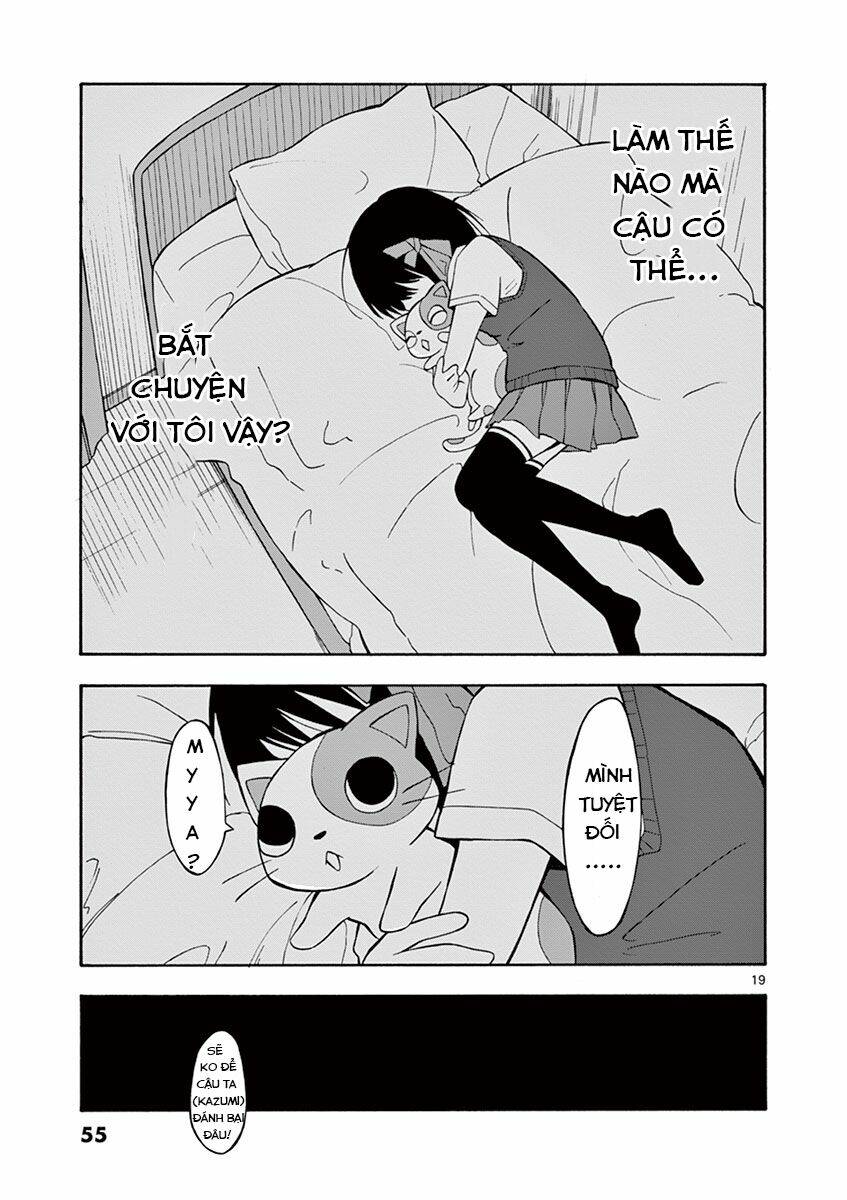 LÀM THẾ
NÀO MÀ
CẬU CÓ
THỂ...
BẮT
CHUYỆN
VỚI TÔI VẬY?
MÌNH
TUYỆT
ĐỐI
.....
M
Y
Y
A?
19
SẼ
KO ĐỂ
CẬU TA
(KAZUMI)
ĐÁNH BẠI
ĐÂU!
55